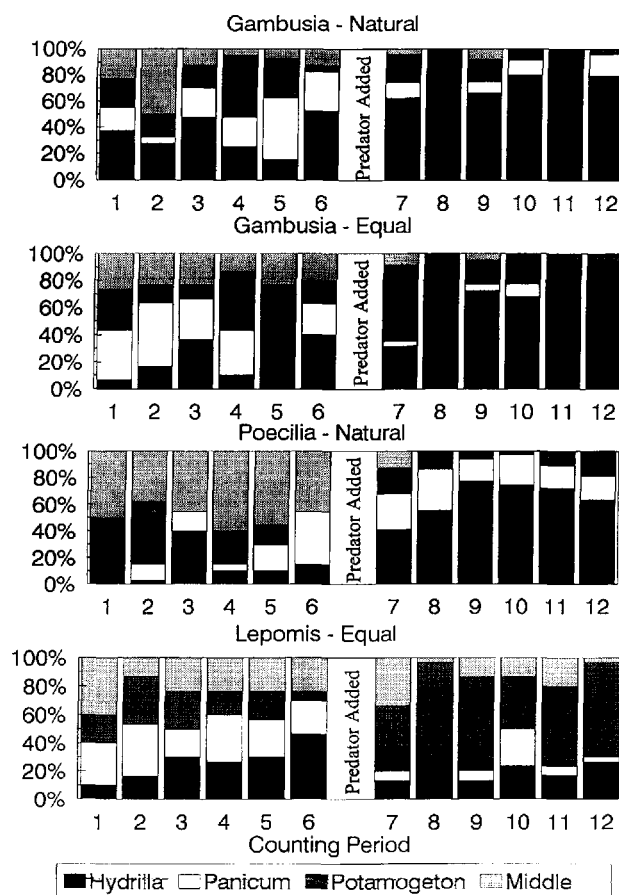 Gambusia - Natural
100%
80%
60%
40%
20%
0%
Predator Added
1 2 3 4 5 6 7 8 9 10 11 12
Gambusia - Equal
100%
80%
60%
40%
20%
0%
Predator Added
1 2 3 4 5 6 7 8 9 10 11 12
Poecilia - Natural
100%
80%
60%
40%
20%
0%
Predator Added
1 2 3 4 5 6 7 8 9 10 11 12
Lepomis - Equal
100%
80%
60%
40%
20%
0%
Predator Added
1 2 3 4 5 6 7 8 9 10 11 12
Counting Period
Hydrilla Panicum Potamogeton Middle